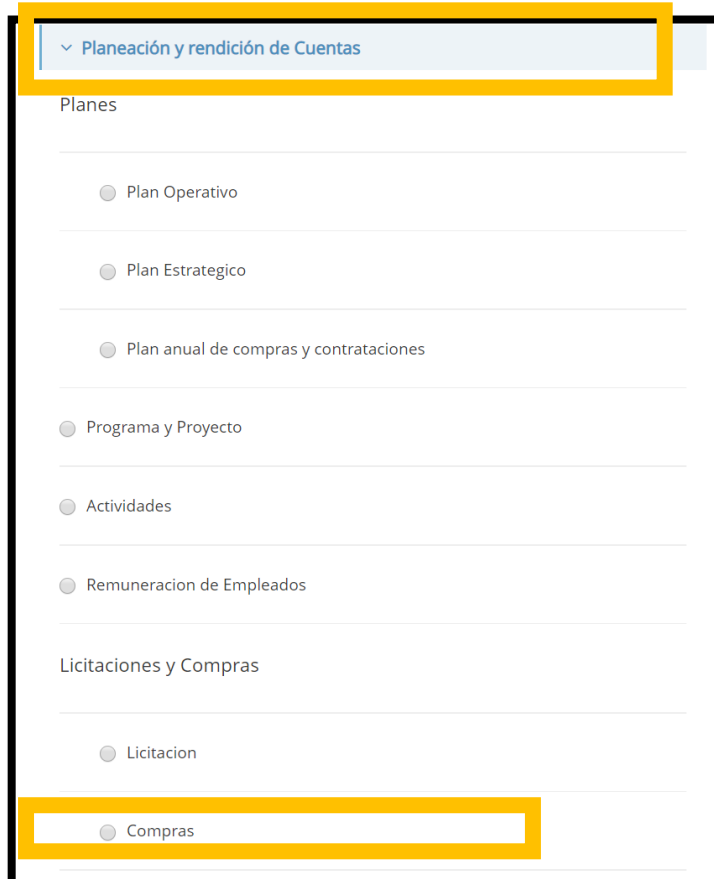 Planeación y rendición de Cuentas
Planes
Plan Operativo
Plan Estrategico
Plan anual de compras y contrataciones
Programa y Proyecto
Actividades
Remuneracion de Empleados
Licitaciones y Compras
Licitacion
Compras